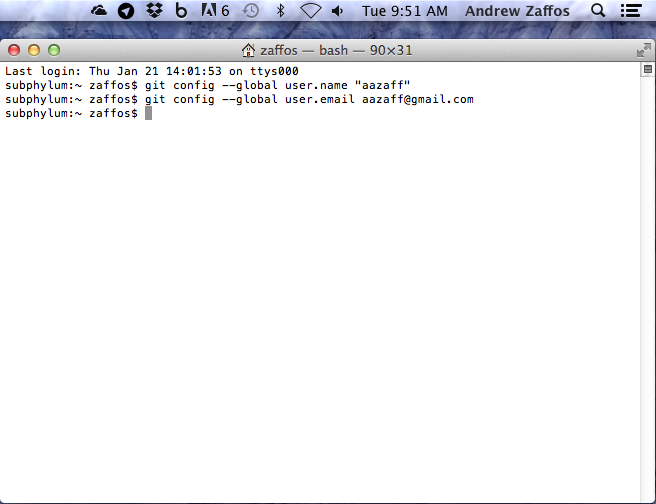 6 Tue 9:51 AM Andrew Zaffos
zaffos — bash — 90×31
Last login: Thu Jan 21 14:01:53 on ttys000
subphylum:~ zaffos$ git config --global user.name "aazaff"
subphylum:~ zaffos$ git config --global user.email aazaff@gmail.com
subphylum:~ zaffos$